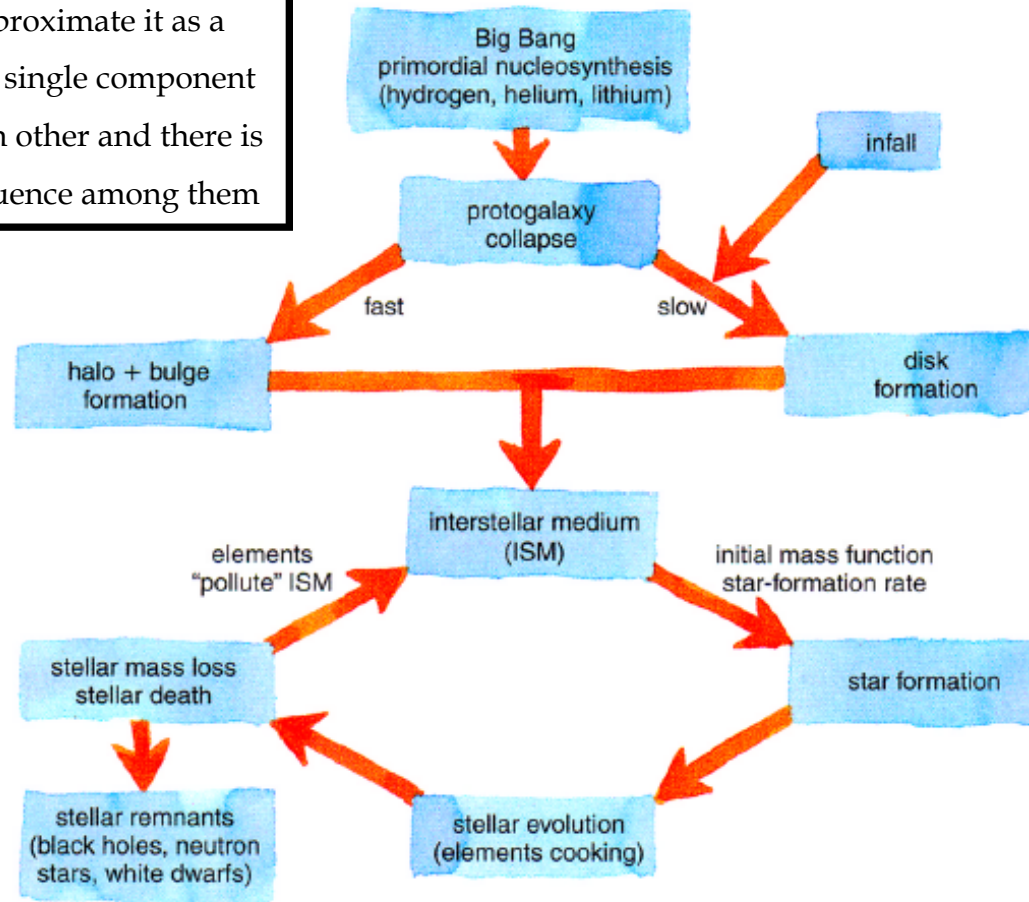 proximate it as a
single component
n other and there is
uence among them
Big Bang
primordial nucleosynthesis
(hydrogen, helium, lithium)
infall
protogalaxy
collapse
fast
slow
halo + bulge
formation
disk
formation
interstellar medium
(ISM)
elements
"pollute" ISM
initial mass function
star-formation rate
stellar mass loss
stellar death
star formation
stellar remnants
(black holes, neutron
stars, white dwarfs)
stellar evolution
(elements cooking)